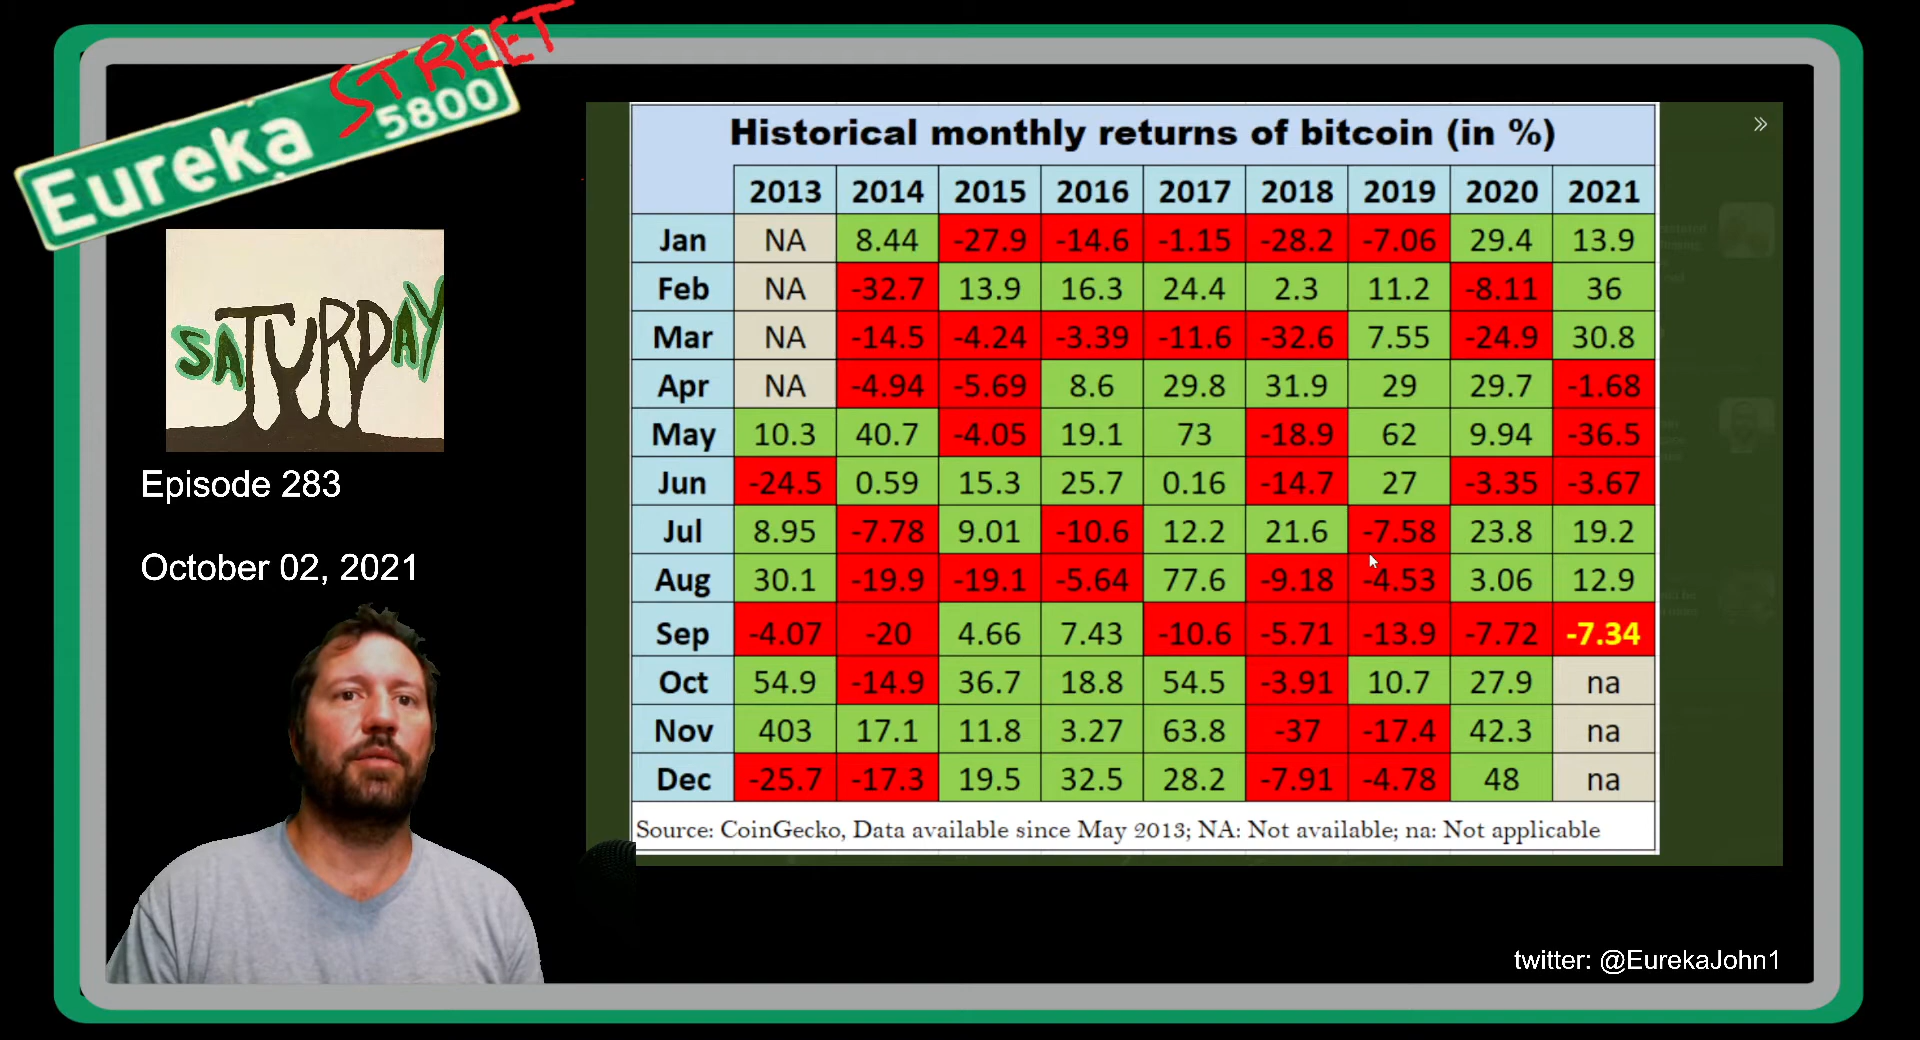 Eureka STREET
5800
SATURDAY
Episode 283
October 02, 2021
Historical monthly returns of bitcoin (in %)
2013 2014 2015 2016 2017 2018 2019 2020 2021
Jan NA 8.44 -27.9 -14.6 -1.15 -28.2 -7.06 29.4 13.9
Feb NA -32.7 13.9 16.3 24.4 2.3 11.2 -8.11 36
Mar NA -14.5 -4.24 -3.39 -11.6 -32.6 7.55 -24.9 30.8
Apr NA -4.94 -5.69 8.6 29.8 31.9 29 29.7 -1.68
May 10.3 40.7 -4.05 19.1 73 -18.9 62 9.94 -36.5
Jun -24.5 0.59 15.3 25.7 0.16 -14.7 27 -3.35 -3.67
Jul 8.95 -7.78 9.01 -10.6 12.2 21.6 -7.58 23.8 19.2
Aug 30.1 -19.9 -19.1 -5.64 77.6 -9.18 -4.53 3.06 12.9
Sep -4.07 -20 4.66 7.43 -10.6 -5.71 -13.9 -7.72 -7.34
Oct 54.9 -14.9 36.7 18.8 54.5 -3.91 10.7 27.9 na
Nov 403 17.1 11.8 3.27 63.8 -37 -17.4 42.3 na
Dec -25.7 -17.3 19.5 32.5 28.2 -7.91 -4.78 48 na
Source: CoinGecko, Data available since May 2013; NA: Not available; na: Not applicable
twitter: @EurekaJohn1